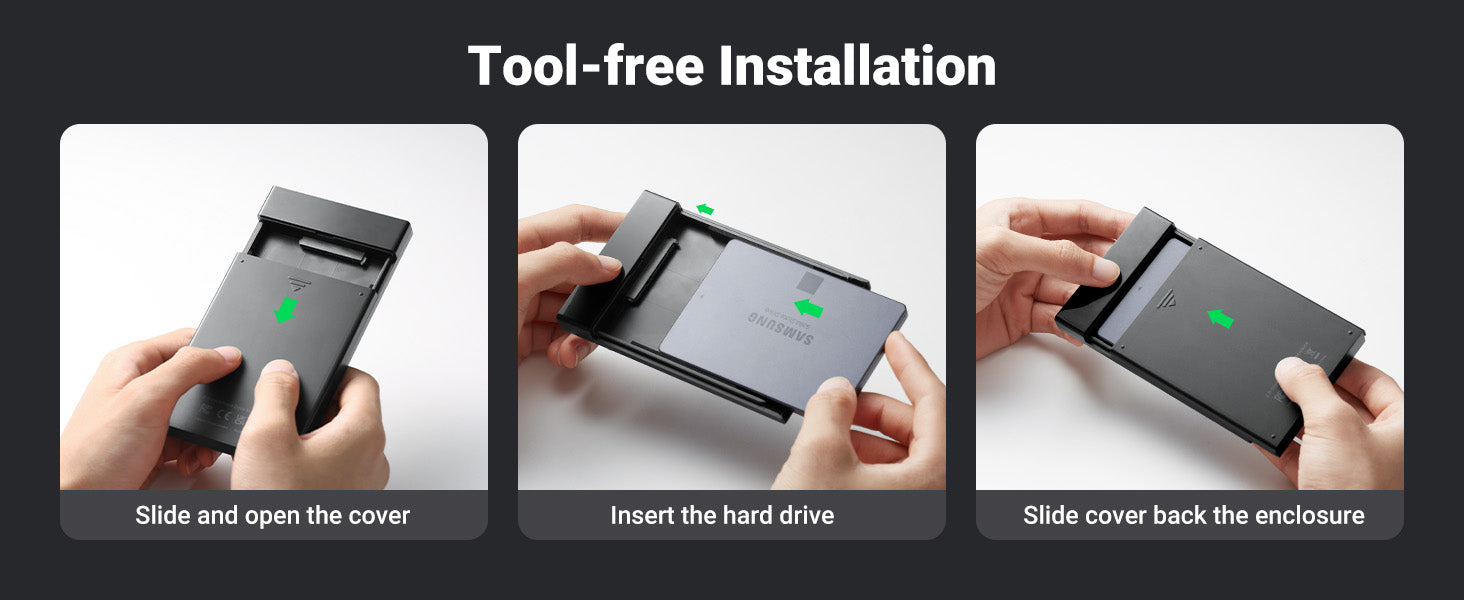 Tool-free Installation
Slide and open the cover
SAMSUNG
Insert the hard drive
Slide cover back the enclosure